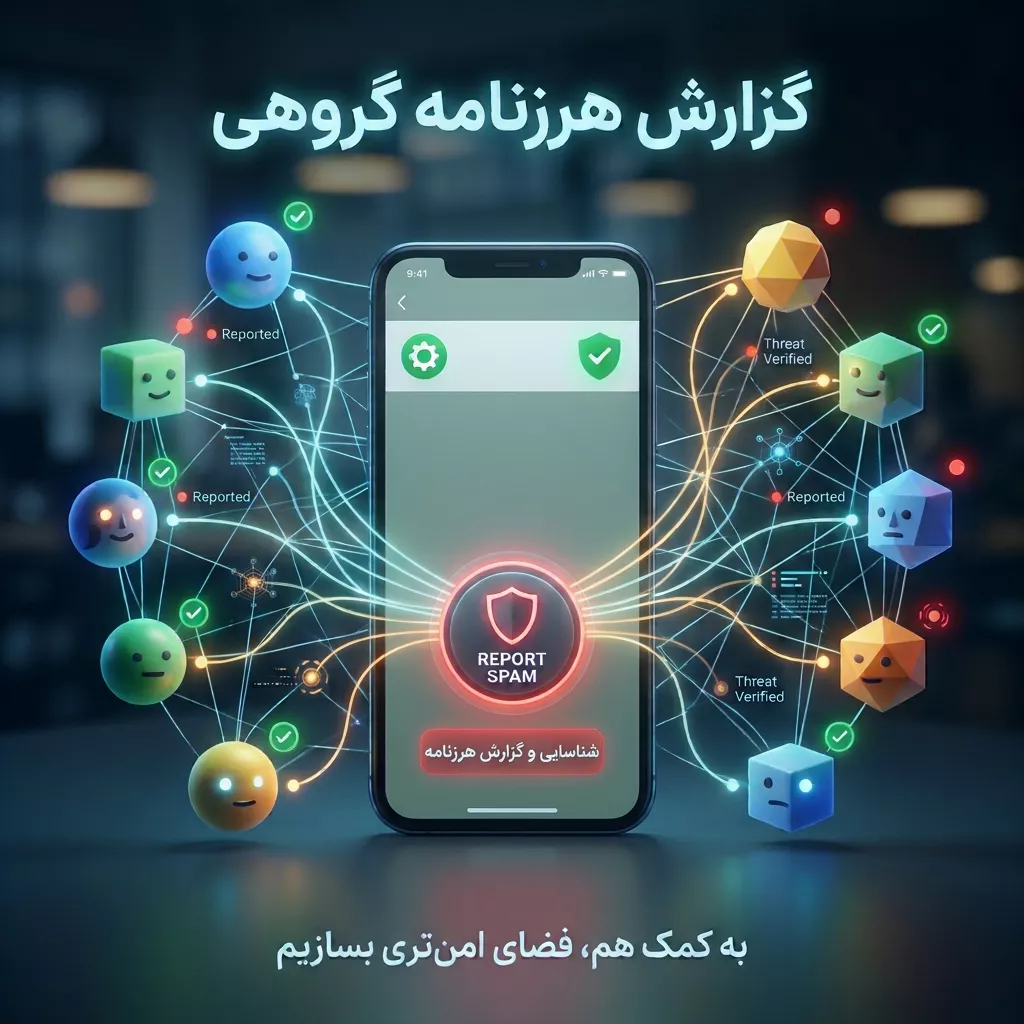 گزارش هرزنامه گروهی
9:41
Reported
Threat
Verified
Reported
Reported
REPORT
SPAM
Threat
Verified
شناسایی و گزارش هرزنامه
به کمک هم، فضای امن‌تری بسازیم